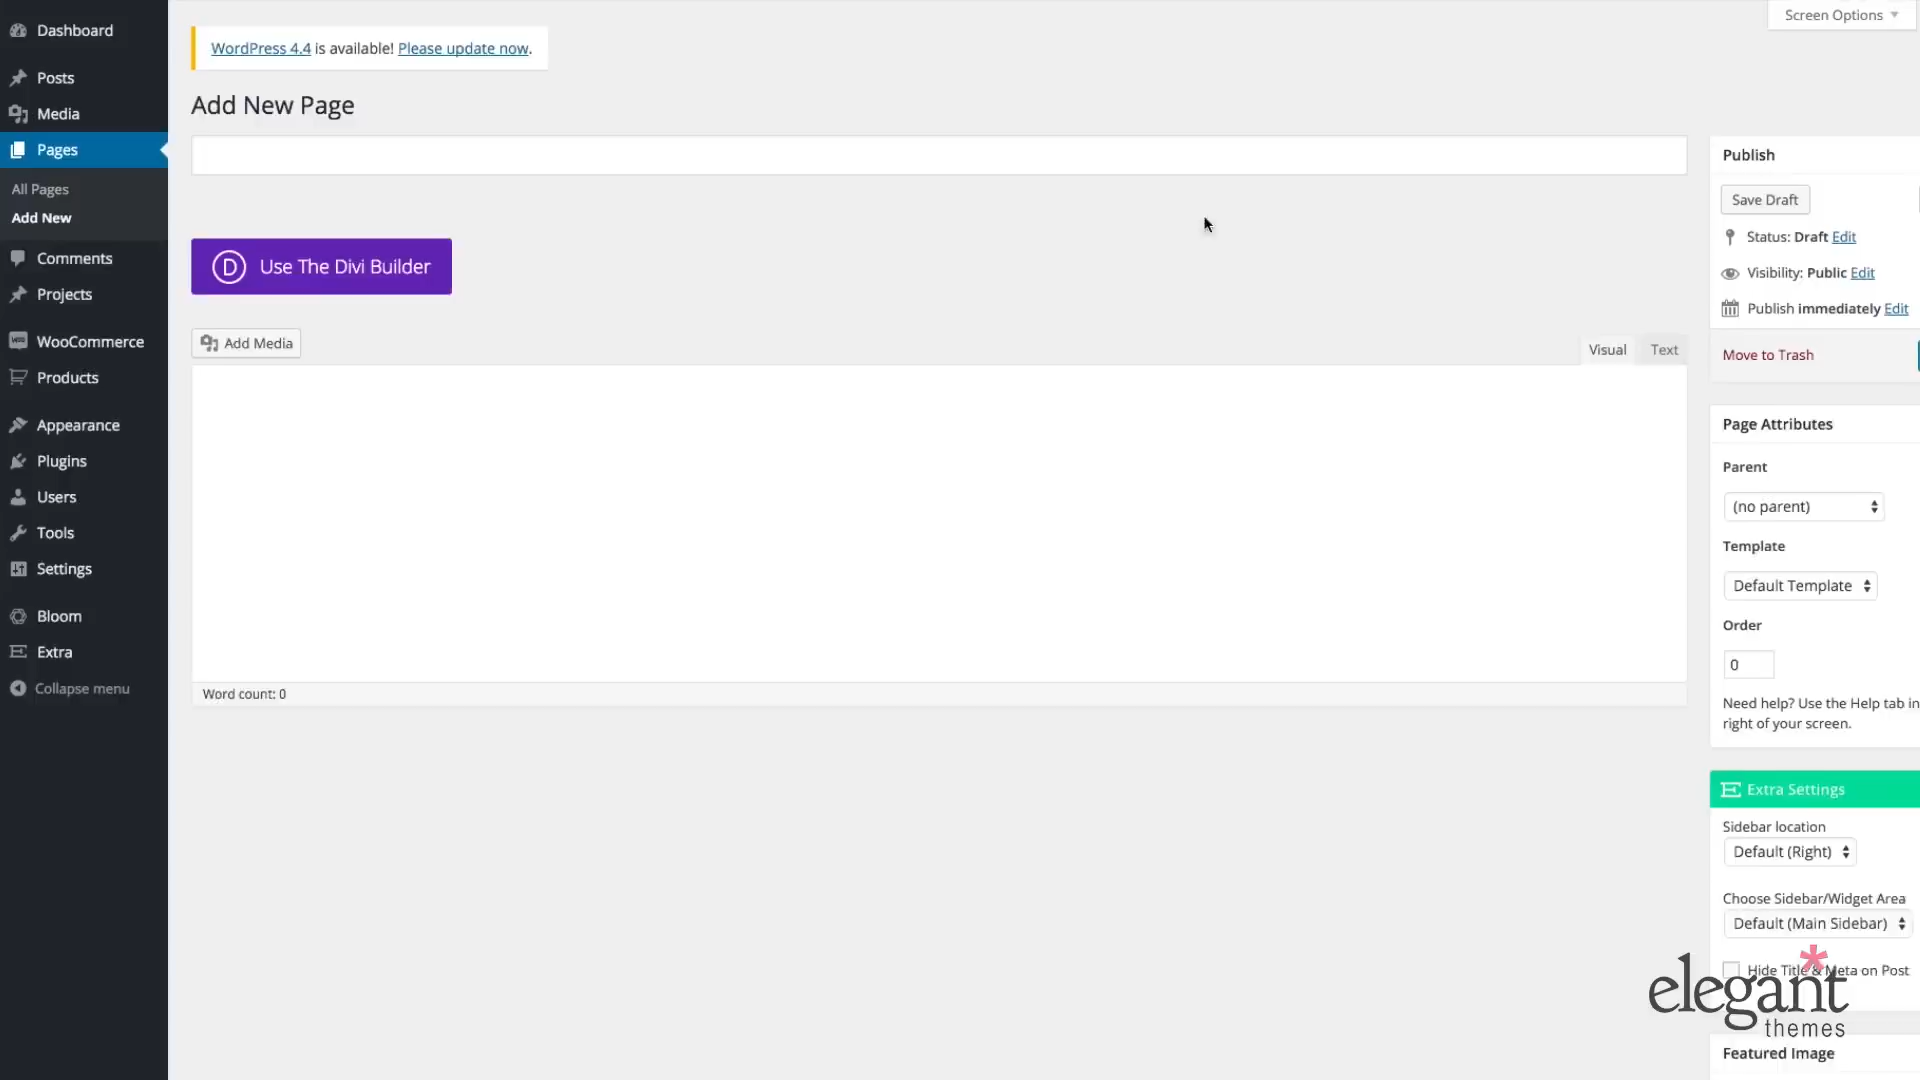 Dashboard
Posts
Media
Pages
All Pages
Add New
Comments
Projects
WooCommerce
Products
Appearance
Plugins
Users
Tools
Settings
Bloom
Extra
Collapse menu
Screen Options
WordPress 4.4 is available! Please update now.
Add New Page
D Use The Divi Builder
Add Media
Visual Text
Word count: 0
Publish
Save Draft
Status: Draft Edit
Visibility: Public Edit
Publish immediately Edit
Move to Trash
Page Attributes
Parent
(no parent)
Template
Default Template
Order
0
Need help? Use the Help tab in
right of your screen.
Extra Settings
Sidebar location
Default (Right)
Choose Sidebar/Widget Area
Default (Main Sidebar)
Hide Title & Meta on Post
elegant
themes
Featured Image